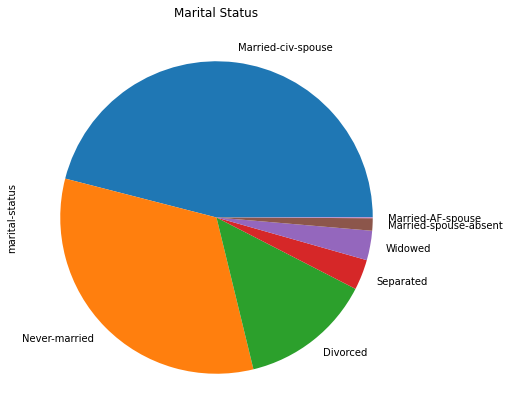 Marital Status
Married-civ-spouse
marital-status
Married-AF-spouse
Married-spouse-absent
Widowed
Separated
Never-married
Divorced